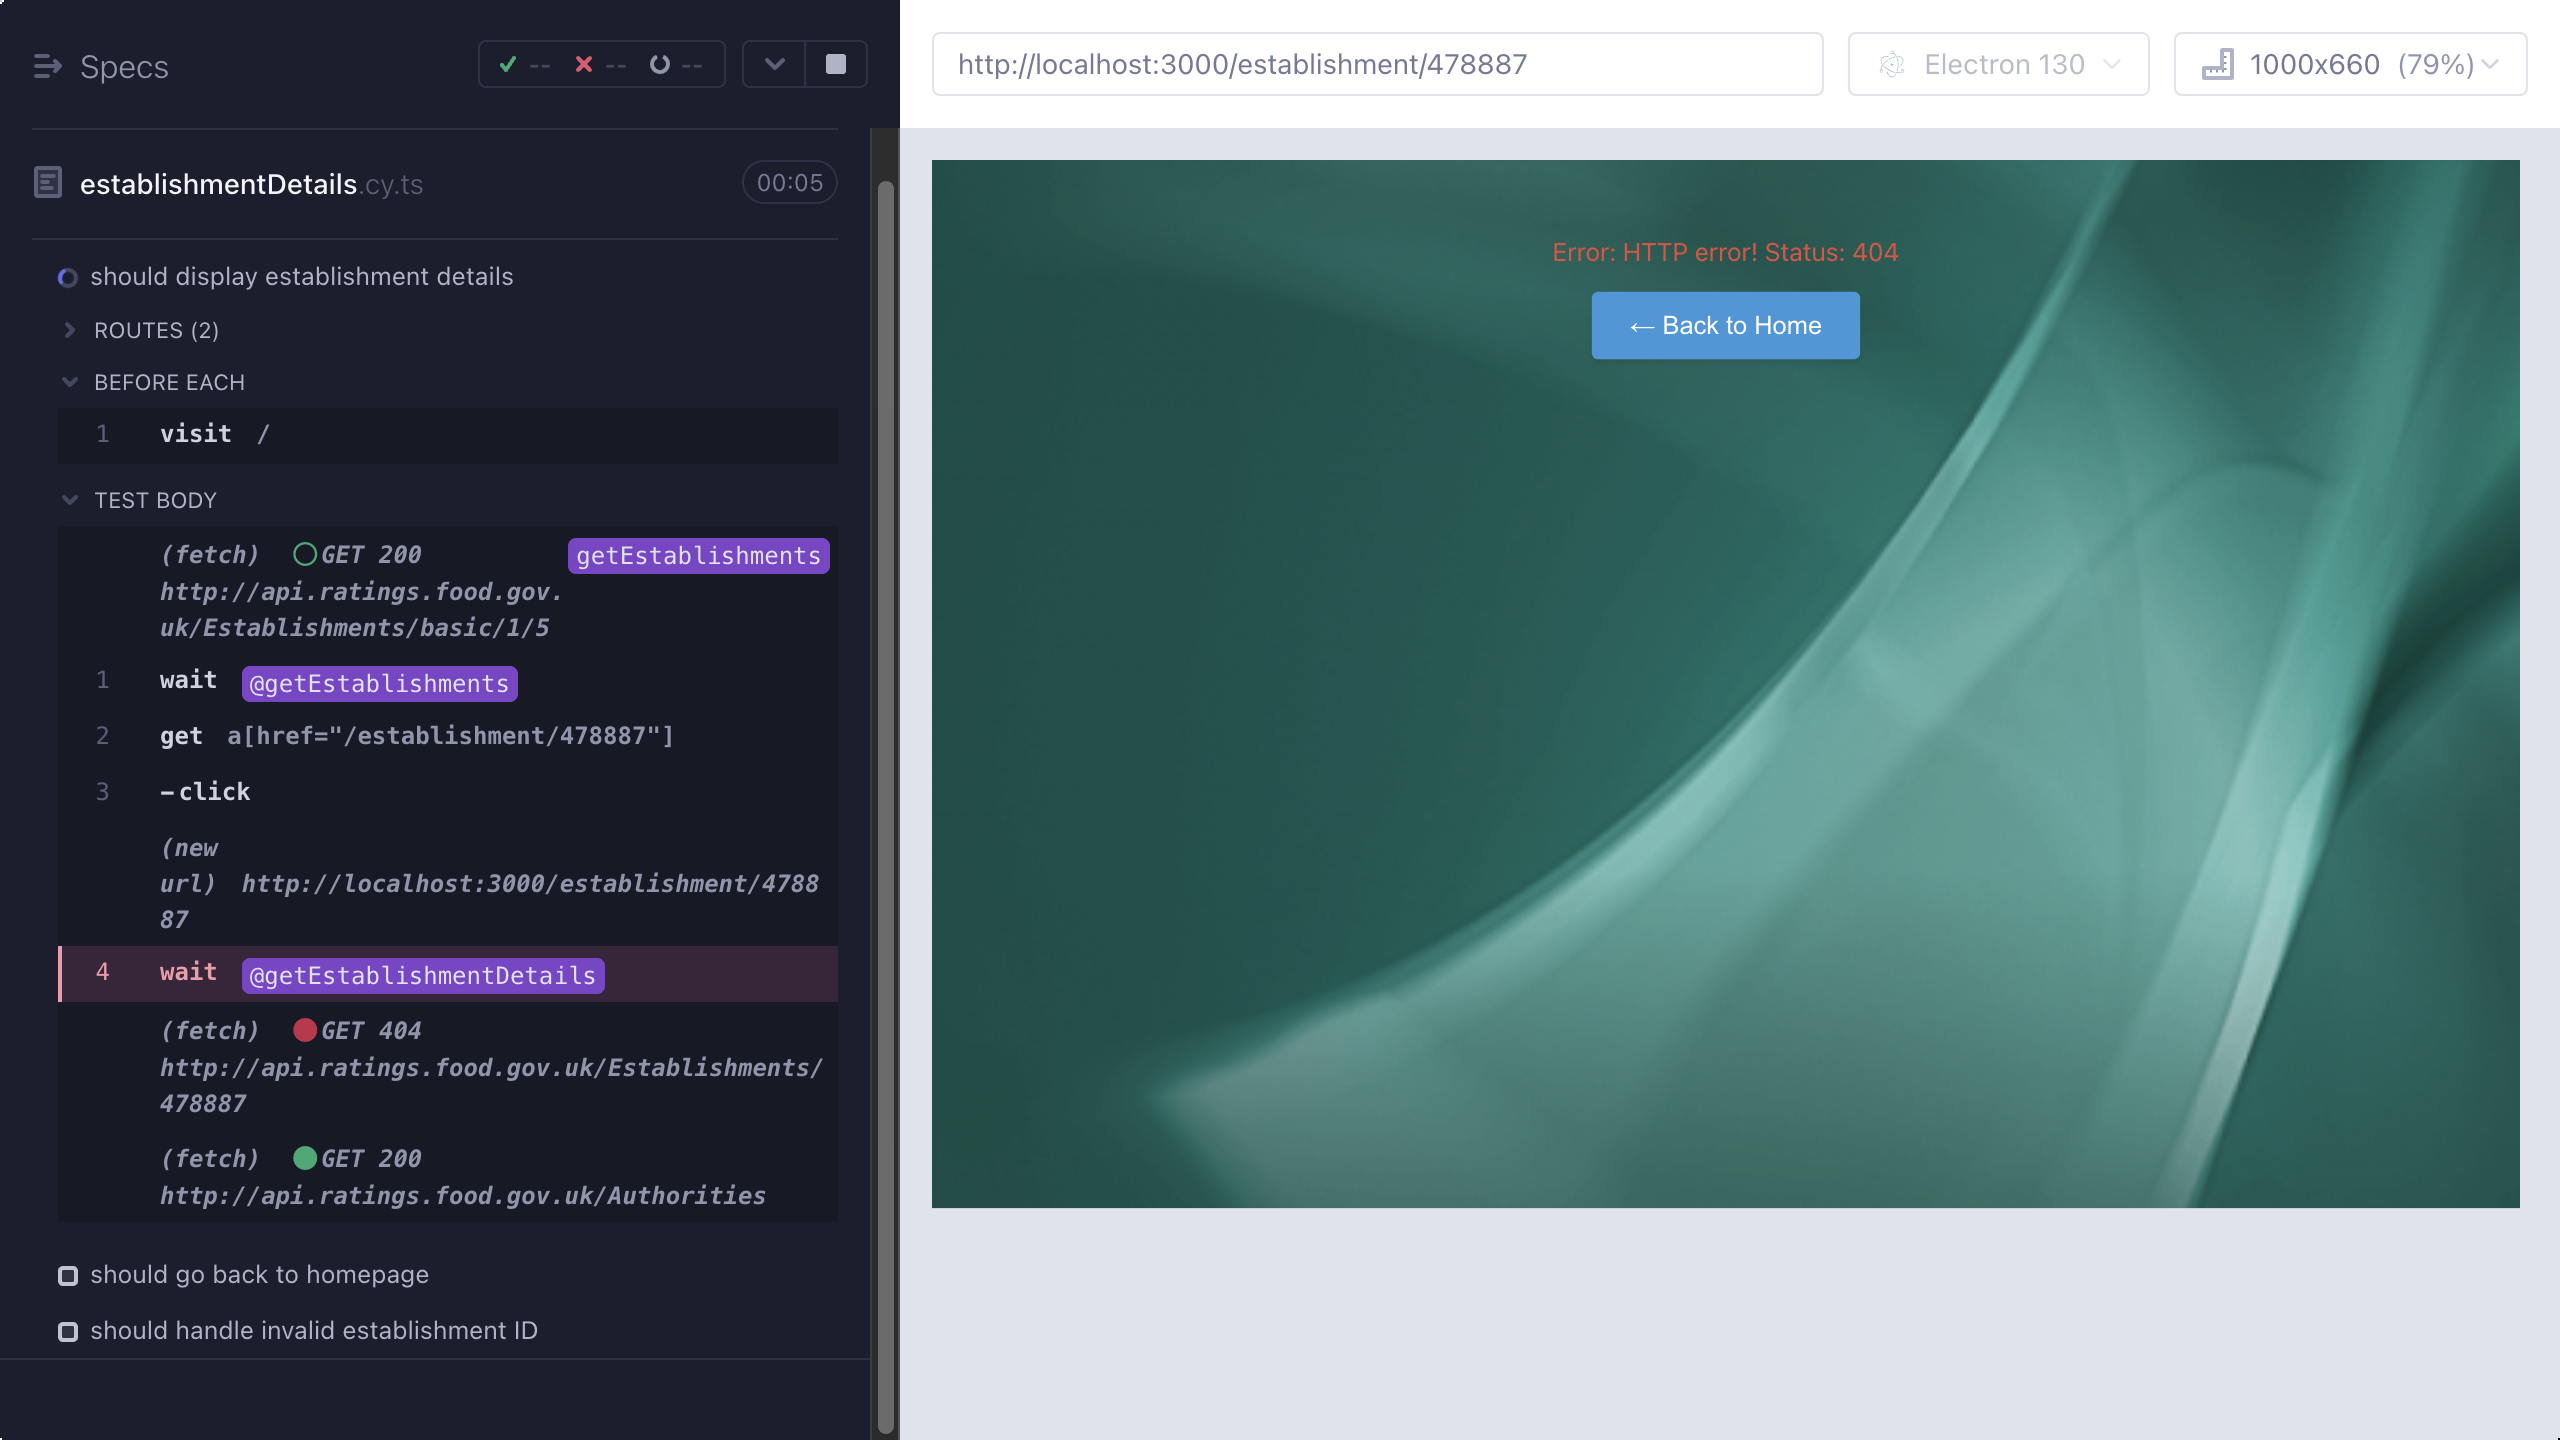 Specs
-- -- --
establishmentDetails.cy.ts
00:05
should display establishment details
ROUTES (2)
BEFORE EACH
1 visit /
TEST BODY
(fetch) GET 200 getEstablishments
http://api.ratings.food.gov.
uk/Establishments/basic/1/5
1 wait @getEstablishments
2 get a[href="/establishment/478887"]
3 -click
(new
url) http://localhost:3000/establishment/4788
87
4 wait @getEstablishmentDetails
(fetch) GET 404
http://api.ratings.food.gov.uk/Establishments/
478887
(fetch) GET 200
http://api.ratings.food.gov.uk/Authorities
should go back to homepage
should handle invalid establishment ID
http://localhost:3000/establishment/478887
Electron 130
1000x660 (79%)
Error: HTTP error! Status: 404
← Back to Home